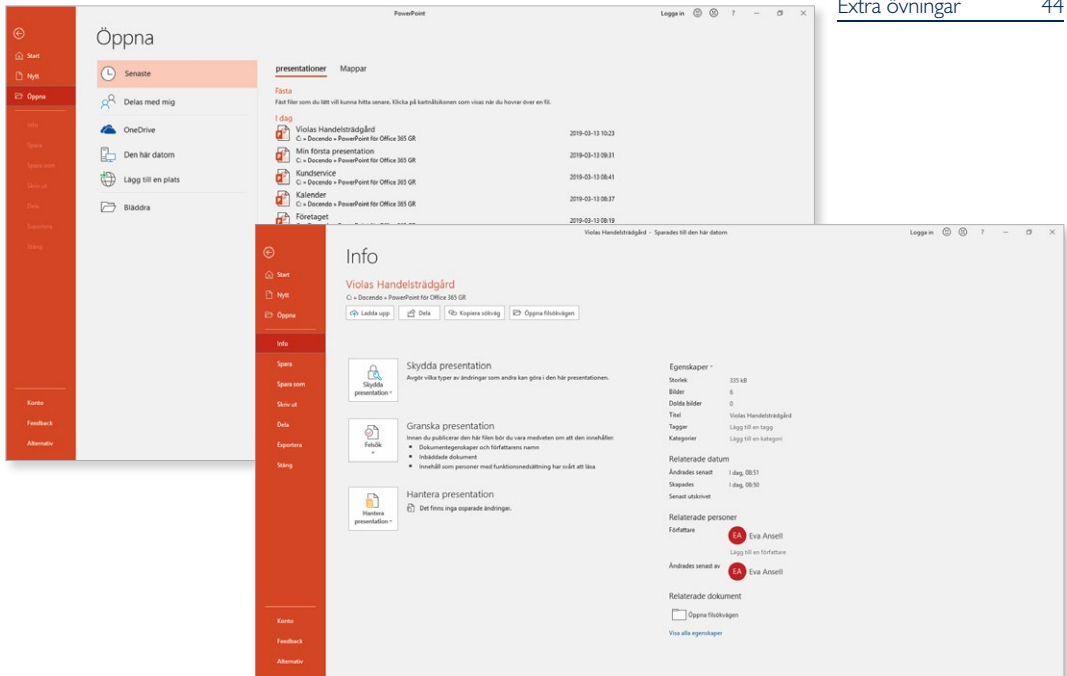 Extra övningar 44
PowerPoint
Logga in ?
Öppna
Start
Nytt
Öppna
Info
Spara
Spara som
Skriv ut
Dela
Exportera
Stäng
Konto
Feedback
Alternativ
Senaste
Delas med mig
OneDrive
Den här datorn
Lägg till en plats
Bläddra
presentationer Mappar
Fästa
Fäst filer som du lätt vill kunna hitta senare. Klicka på kartnålsikonen som visas när du hovrar över en fil.
I dag
Violas Handelsträdgård 2019-03-13 10:23
C: » Docendo » PowerPoint för Office 365 GR
Min första presentation 2019-03-13 09:31
C: » Docendo » PowerPoint för Office 365 GR
Kundservice 2019-03-13 08:41
C: » Docendo » PowerPoint för Office 365 GR
Kalender 2019-03-13 08:37
C: » Docendo » PowerPoint för Office 365 GR
Företaget 2019-03-13 08:19
Violas Handelsträdgård - Sparades till den här datorn
Logga in ?
Info
Start
Nytt
Öppna
Info
Spara
Spara som
Skriv ut
Dela
Exportera
Stäng
Konto
Feedback
Alternativ
Violas Handelsträdgård
C: » Docendo » PowerPoint för Office 365 GR
Ladda upp Dela Kopiera sökväg Öppna filsökvägen
Skydda
presentation
Skydda presentation
Avgör vilka typer av ändringar som andra kan göra i den här presentationen.
Felsök
Granska presentation
Innan du publicerar den här filen bör du vara medveten om att den innehåller:
Dokumentegenskaper och författarens namn
Inbäddade dokument
Innehåll som personer med funktionsnedsättning har svårt att läsa
Hantera
presentation
Hantera presentation
Det finns inga osparade ändringar.
Egenskaper
Storlek 335 kB
Bilder 6
Dolda bilder 0
Titel Violas Handelsträdgård
Taggar Lägg till en tagg
Kategorier Lägg till en kategori
Relaterade datum
Ändrades senast I dag, 08:51
Skapades I dag, 08:50
Senast utskrivet
Relaterade personer
Författare EA Eva Ansell
Lägg till en författare
Ändrades senast av EA Eva Ansell
Relaterade dokument
Öppna filsökvägen
Visa alla egenskaper